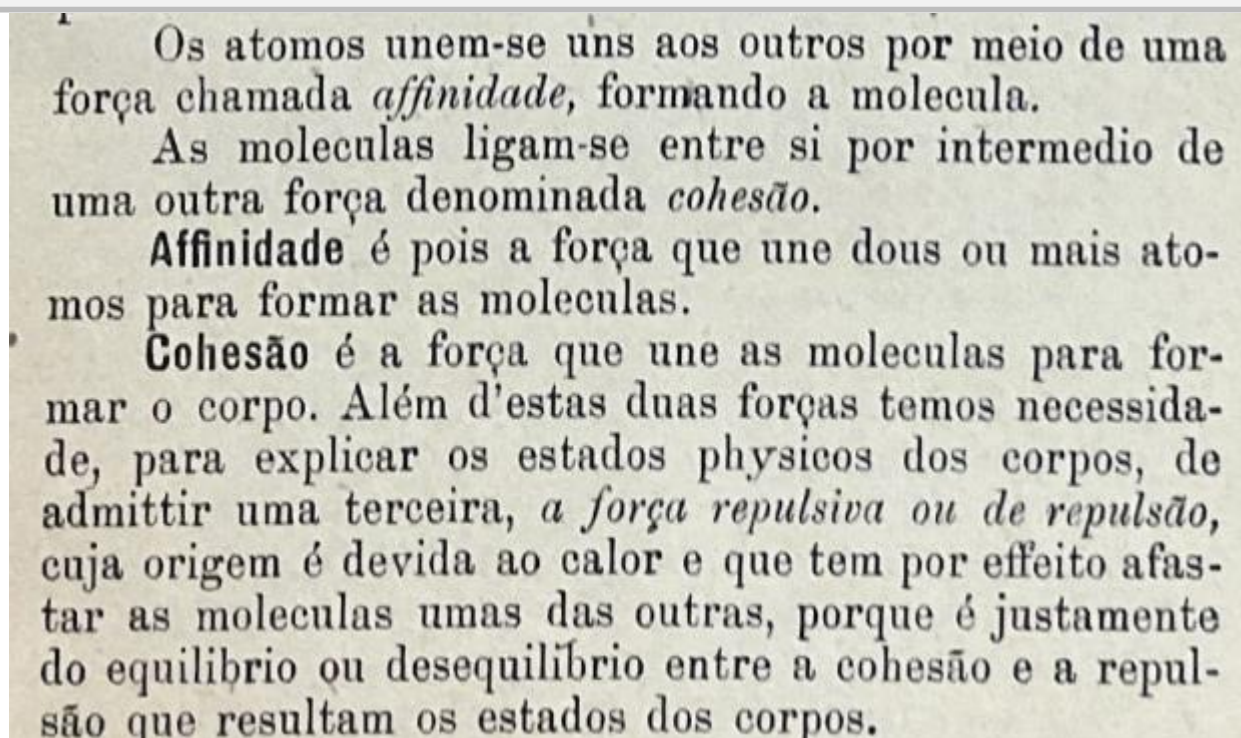 Os atomos unem-se uns aos outros por meio de uma
força chamada affinidade, formando a molecula.
As moleculas ligam-se entre si por intermedio de
uma outra força denominada cohesão.
Affinidade é pois a força que une dous ou mais ato-
mos para formar as moleculas.
Cohesão é a força que une as moleculas para for-
mar o corpo. Além d'estas duas forças temos necessida-
de, para explicar os estados physicos dos corpos, de
admittir uma terceira, a força repulsiva ou de repulsão,
cuja origem é devida ao calor e que tem por effeito afas-
tar as moleculas umas das outras, porque é justamente
do equilibrio ou desequilibrio entre a cohesão e a repul-
são que resultam os estados dos corpos.